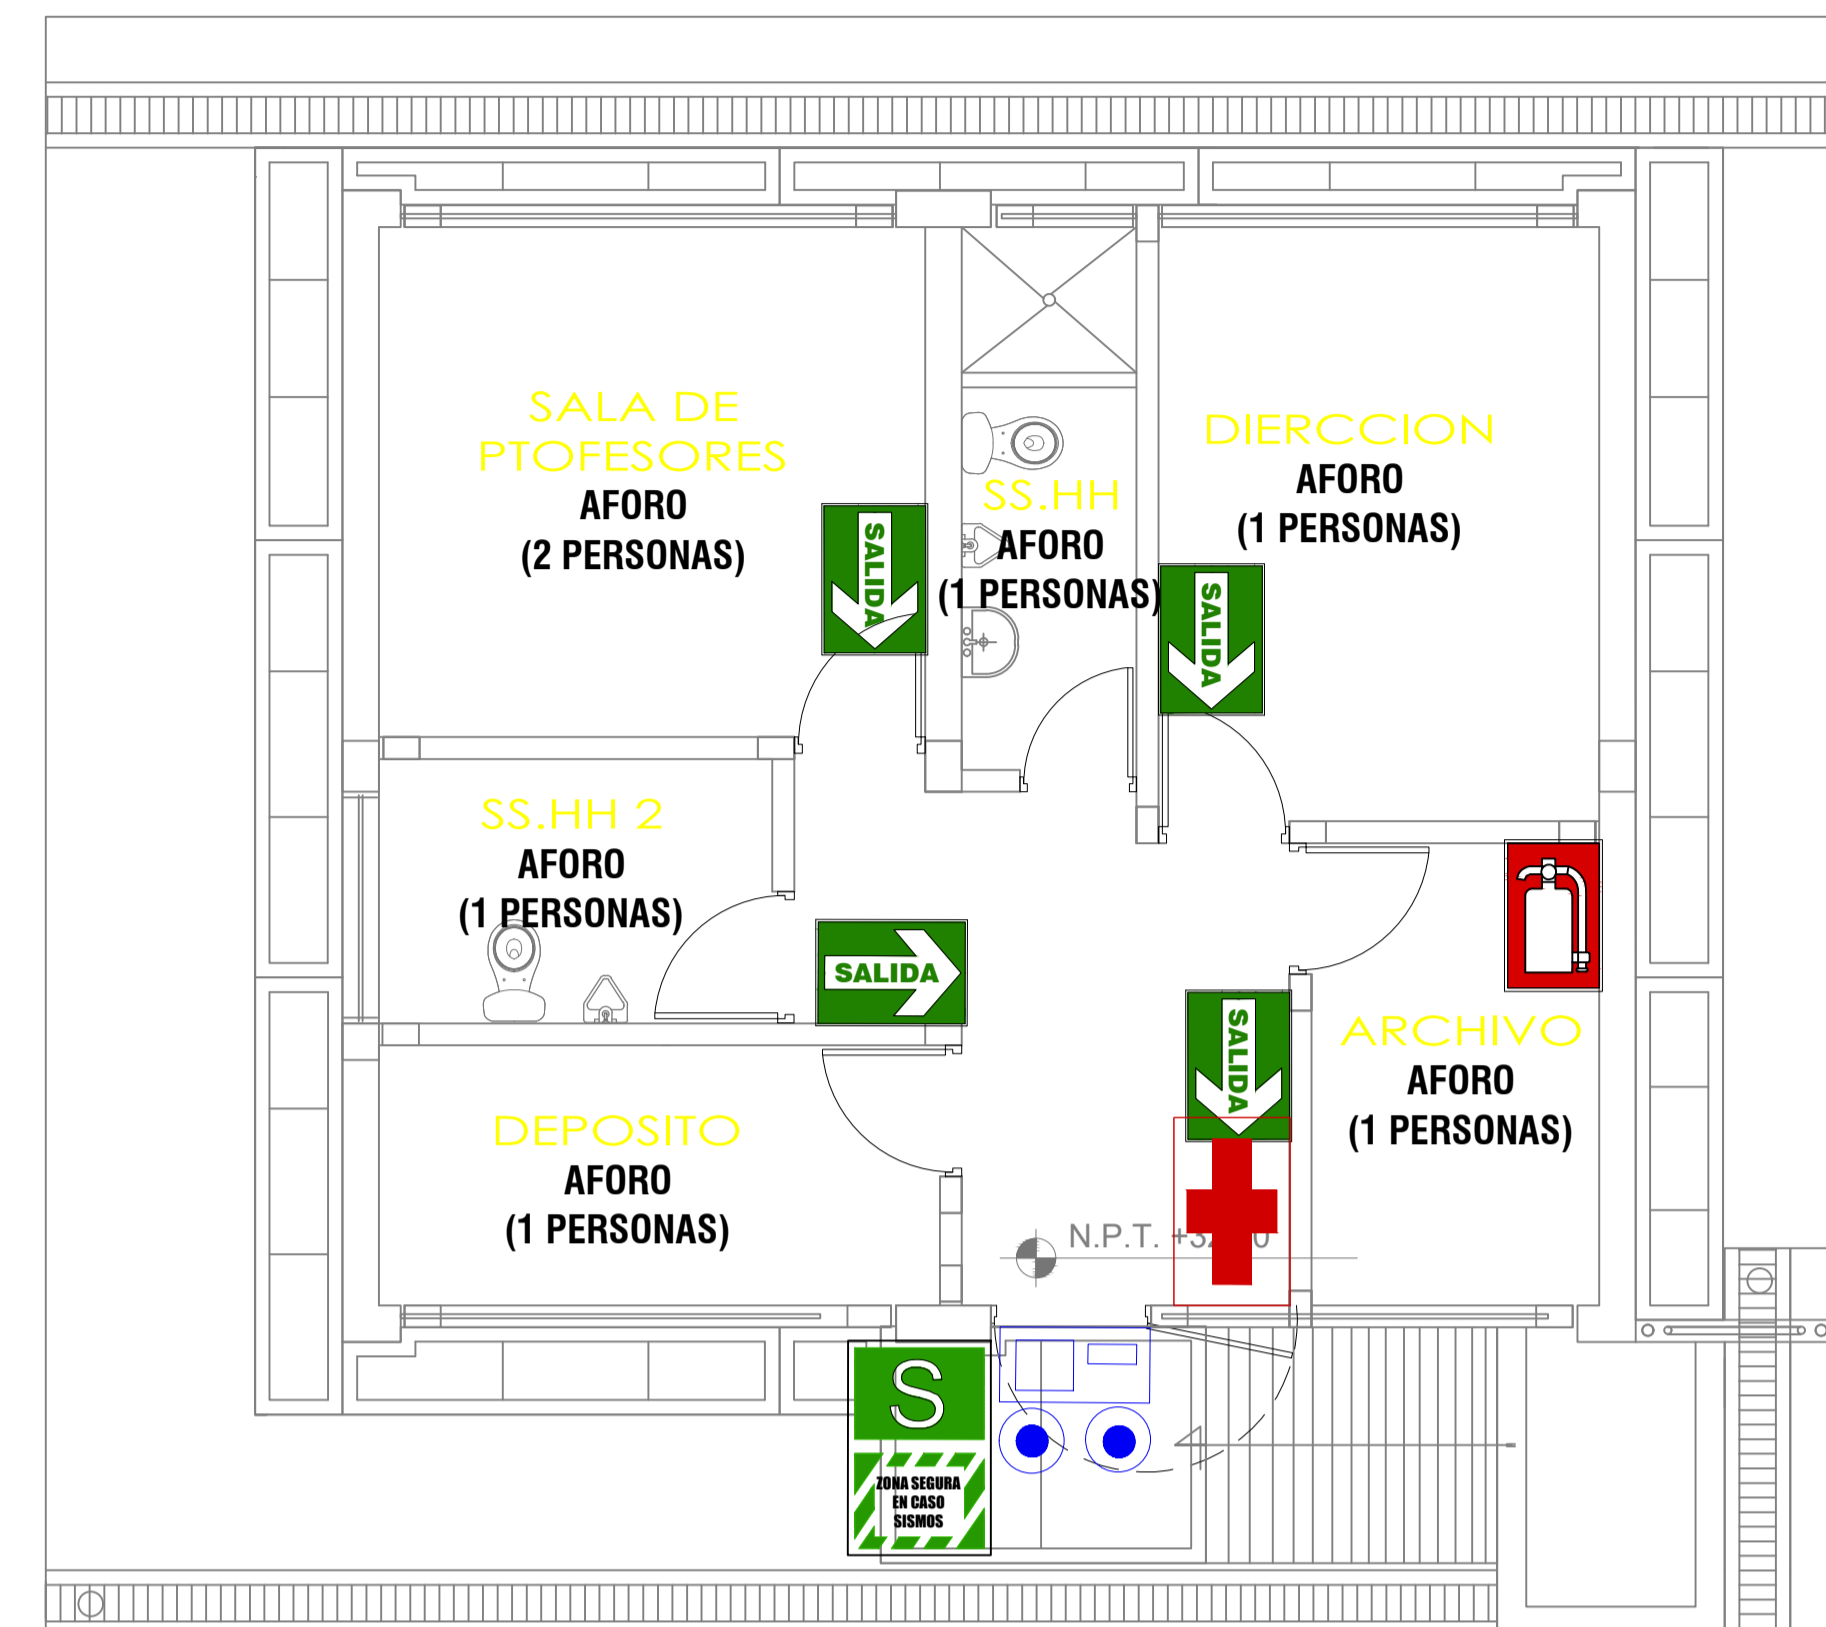 SALA DE
PTOFESORES
AFORO
(2 PERSONAS)
SALIDA
SS.HH
AFORO
(1 PERSONAS)
DIERCCION
AFORO
(1 PERSONAS)
SALIDA
SS.HH 2
AFORO
(1 PERSONAS)
SALIDA
SALIDA
ARCHIVO
AFORO
(1 PERSONAS)
DEPOSITO
AFORO
(1 PERSONAS)
N.P.T.
S
ZONA SEGURA
EN CASO
SISMOS